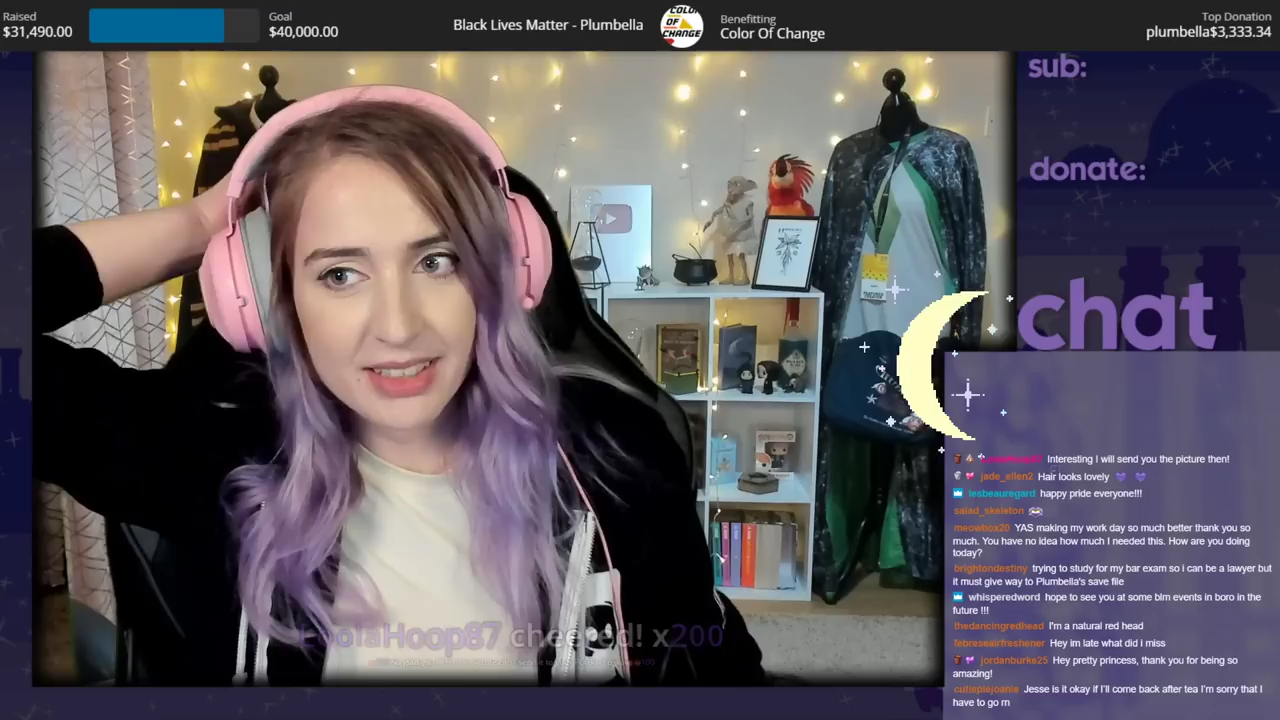 Raised
$31,490.00
Goal
$40,000.00
Black Lives Matter - Plumbella
COLOR
OF
CHANGE
Benefitting
Color Of Change
Top Donation
plumbella$3,333.34
sub:
donate:
chat
Interesting I will send you the picture then!
jade_ellen2 Hair looks lovely
lesbeauregard happy pride everyone!!!
salad_skeleton
meowbox20 YAS making my work day so much better thank you so
much. You have no idea how much I needed this. How are you doing
today?
brightondestiny trying to study for my bar exam so i can be a lawyer but
it must give way to Plumbella's save file
whisperedword hope to see you at some blm events in boro in the
future !!!
thedancingredhead I'm a natural red head
febreseairfreshener Hey im late what did i miss
jordanburke25 Hey pretty princess, thank you for being so
amazing!
cutiepiejoanie Jesse is it okay if I'll come back after tea I'm sorry that I
have to go rn
HoolaHoop87 cheered! x200